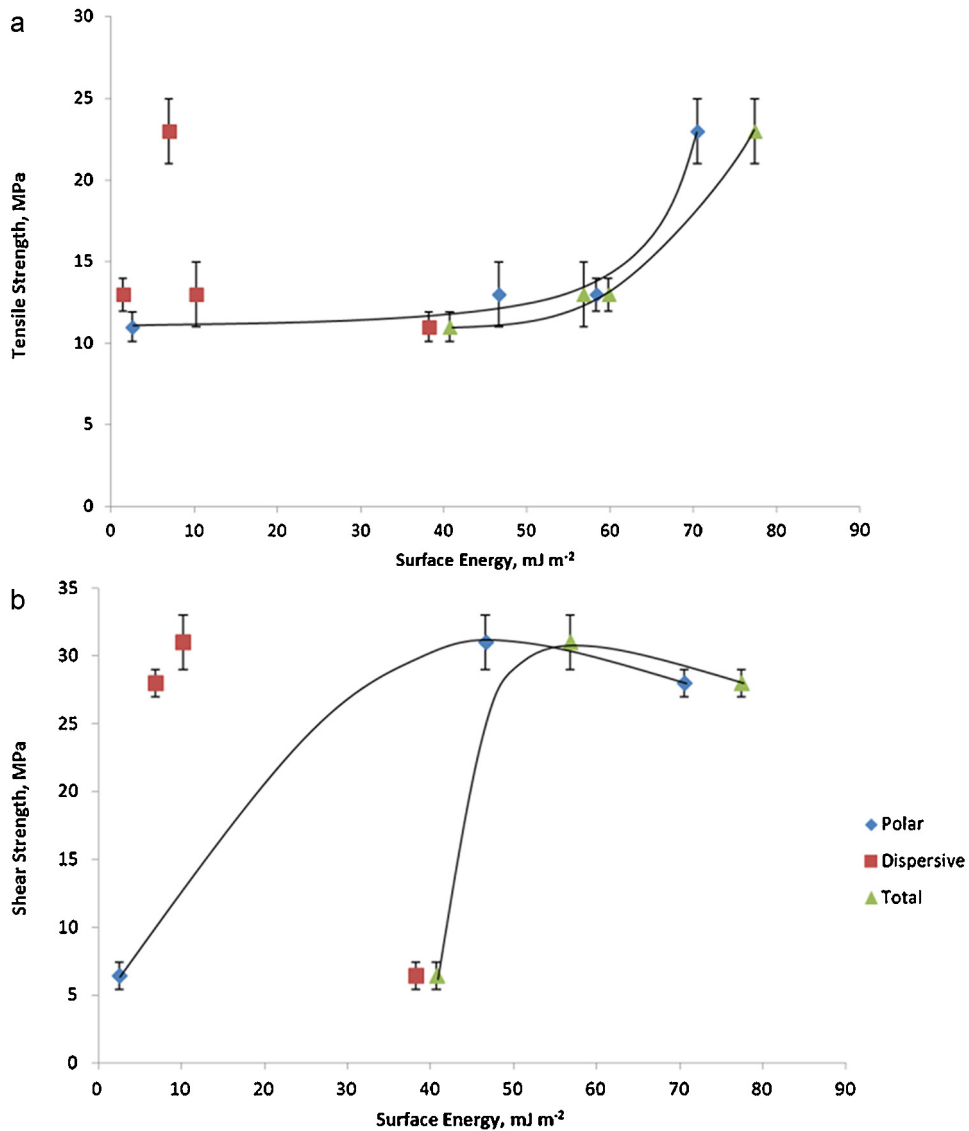 a
30
25
20
15
10
5
0
Tensile Strength, MPa
0 10 20 30 40 50 60 70 80 90
Surface Energy, mJ m-2
b
35
30
25
20
15
10
5
0
Shear Strength, MPa
0 10 20 30 40 50 60 70 80 90
Surface Energy, mJ m-2
Polar
Dispersive
Total